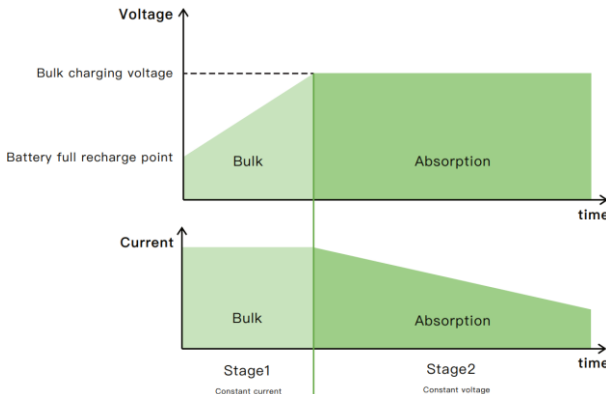 Voltage
Bulk charging voltage
Battery full recharge point
Bulk
Absorption
time
Current
Bulk
Absorption
time
Stage1
Stage2
Constant current
Constant voltage